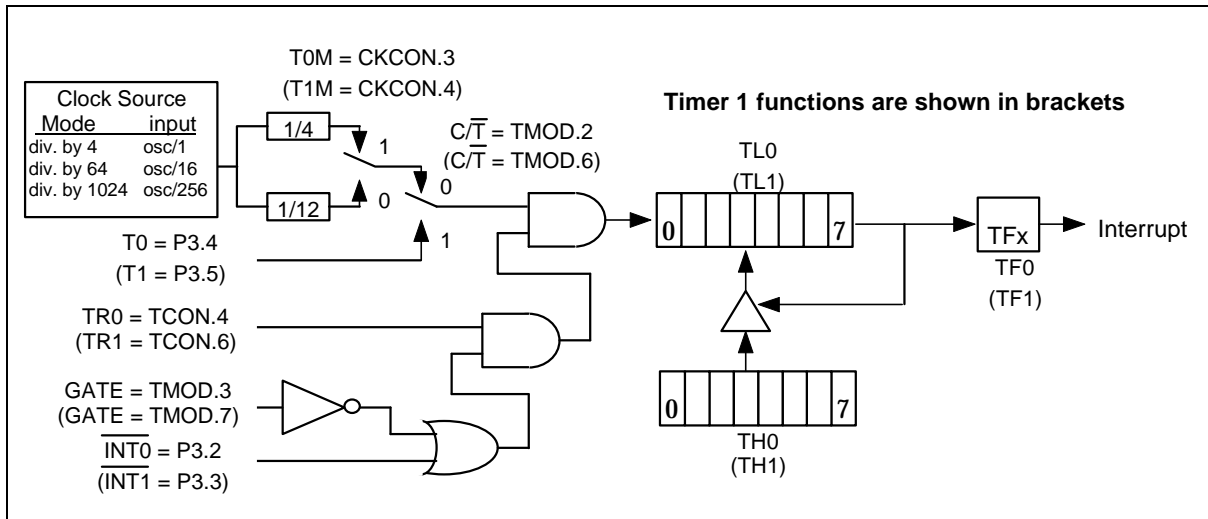 T0M = CKCON.3
(T1M = CKCON.4)
Clock Source
Mode input
div. by 4 osc/1
div. by 64 osc/16
div. by 1024 osc/256
1/4
1
0
1/12
C/T̅ = TMOD.2
(C/T̅ = TMOD.6)
0
1
T0 = P3.4
(T1 = P3.5)
TR0 = TCON.4
(TR1 = TCON.6)
GATE = TMOD.3
(GATE = TMOD.7)
I̅N̅T̅0̅ = P3.2
(I̅N̅T̅1̅ = P3.3)
Timer 1 functions are shown in brackets
TL0
(TL1)
0 7
TFx
Interrupt
TF0
(TF1)
0 7
TH0
(TH1)